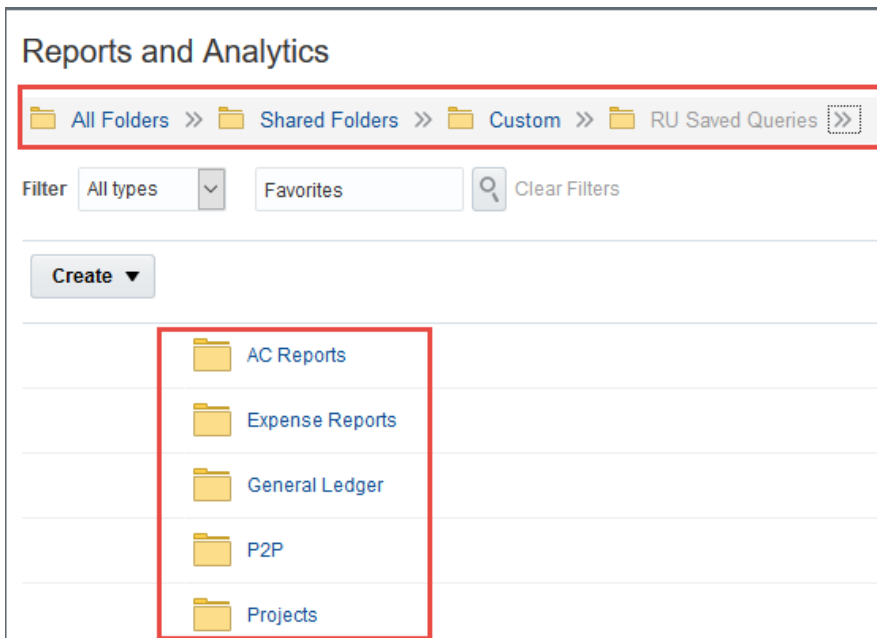 Reports and Analytics
All Folders >> Shared Folders >> Custom >> RU Saved Queries >>
Filter All types Favorites Clear Filters
Create
AC Reports
Expense Reports
General Ledger
P2P
Projects